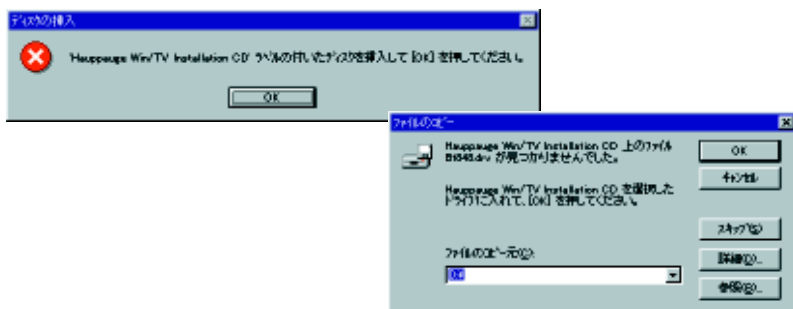 ディスクの挿入
'Hauppauge Win/TV Installation CD' ラベルの付いたディスクを挿入して [OK] を押してください。
OK
ファイルのコピー
Hauppauge Win/TV Installation CD 上のファイル
が見つかりませんでした。
Hauppauge Win/TV Installation CD を選択した
ドライブに入れて、[OK] を押してください。
ファイルのコピー元(C):
OK
キャンセル
スキップ(S)
詳細(D)...
参照(B)...